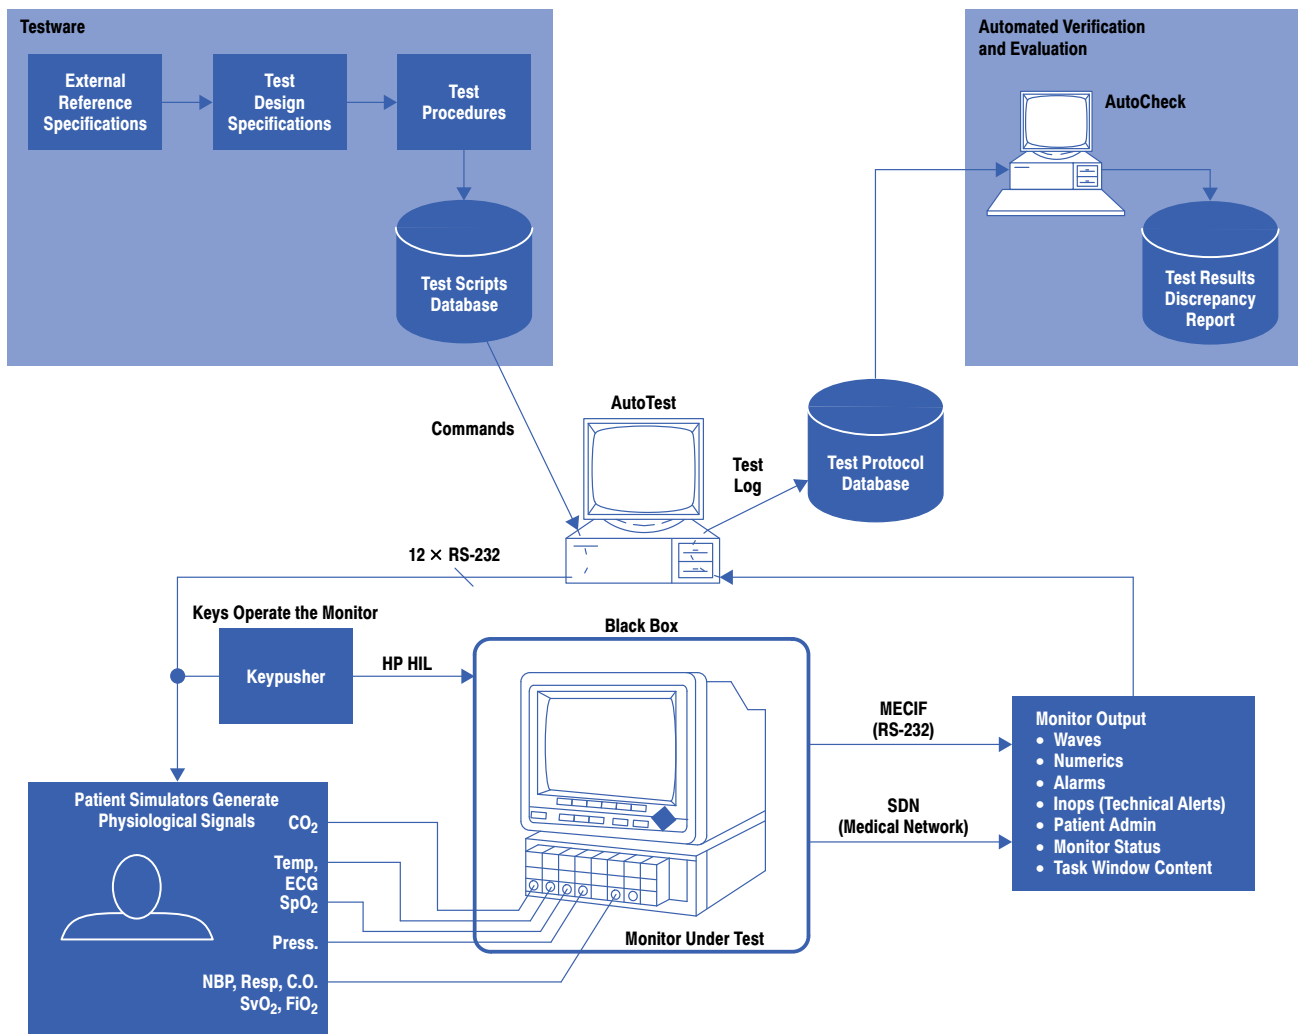 Testware
External
Reference
Specifications
Test
Design
Specifications
Test
Procedures
Test Scripts
Database
Automated Verification
and Evaluation
AutoCheck
Test Results
Discrepancy
Report
Commands
AutoTest
Test
Log
Test Protocol
Database
12 × RS-232
Keys Operate the Monitor
Keypusher
HP HIL
Black Box
Monitor Under Test
MECIF
(RS-232)
SDN
(Medical Network)
Monitor Output
• Waves
• Numerics
• Alarms
• Inops (Technical Alerts)
• Patient Admin
• Monitor Status
• Task Window Content
Patient Simulators Generate
Physiological Signals
CO₂
Temp,
ECG
SpO₂
Press.
NBP, Resp, C.O.
SvO₂, FiO₂